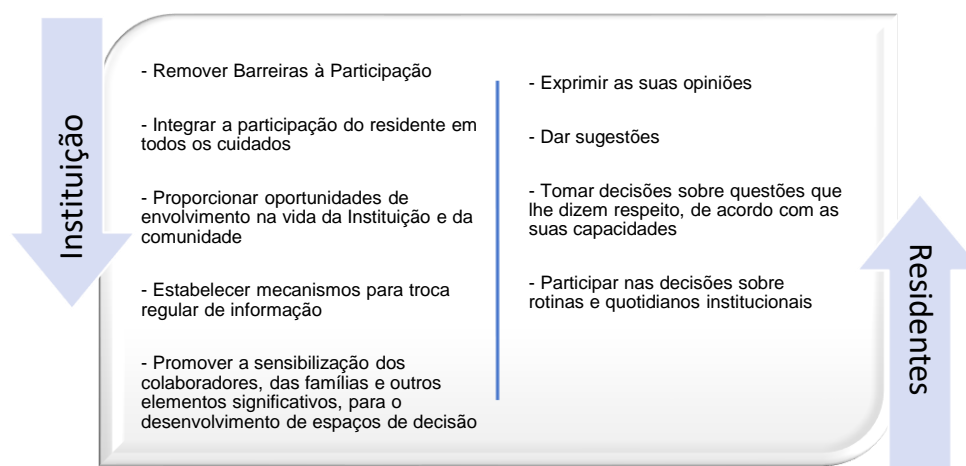 Instituição
- Remover Barreiras à Participação
- Integrar a participação do residente em
todos os cuidados
- Proporcionar oportunidades de
envolvimento na vida da Instituição e da
comunidade
- Estabelecer mecanismos para troca
regular de informação
- Promover a sensibilização dos
colaboradores, das famílias e outros
elementos significativos, para o
desenvolvimento de espaços de decisão
- Exprimir as suas opiniões
- Dar sugestões
- Tomar decisões sobre questões que
lhe dizem respeito, de acordo com as
suas capacidades
- Participar nas decisões sobre
rotinas e quotidianos institucionais
Residentes